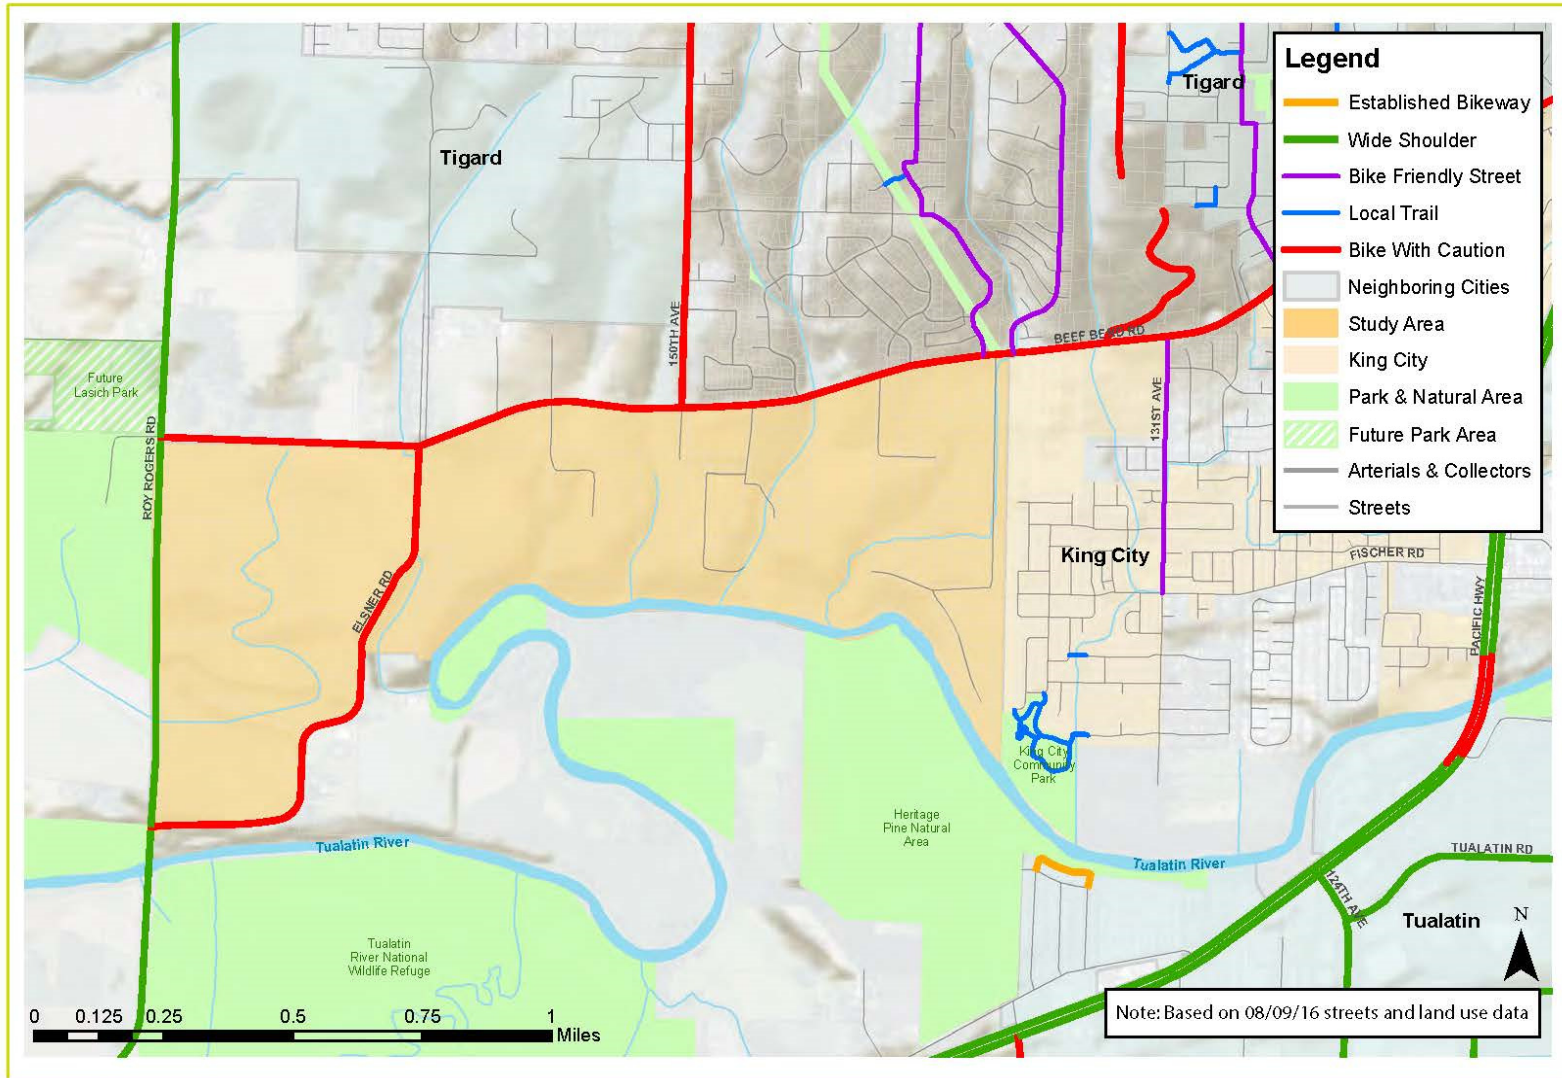 Legend
Established Bikeway
Wide Shoulder
Bike Friendly Street
Local Trail
Bike With Caution
Neighboring Cities
Study Area
King City
Park & Natural Area
Future Park Area
Arterials & Collectors
Streets
Tigard
Tigard
150TH AVE
BEEF BEND RD
Future
Lasich Park
ROY ROGERS RD
131ST AVE
King City
FISCHER RD
ELSNER RD
PACIFIC HWY
King City
Community
Park
Heritage
Pine Natural
Area
Tualatin River
Tualatin River
TUALATIN RD
124TH AVE
Tualatin
N
Tualatin
River National
Wildlife Refuge
0 0.125 0.25 0.5 0.75 1
Miles
Note: Based on 08/09/16 streets and land use data